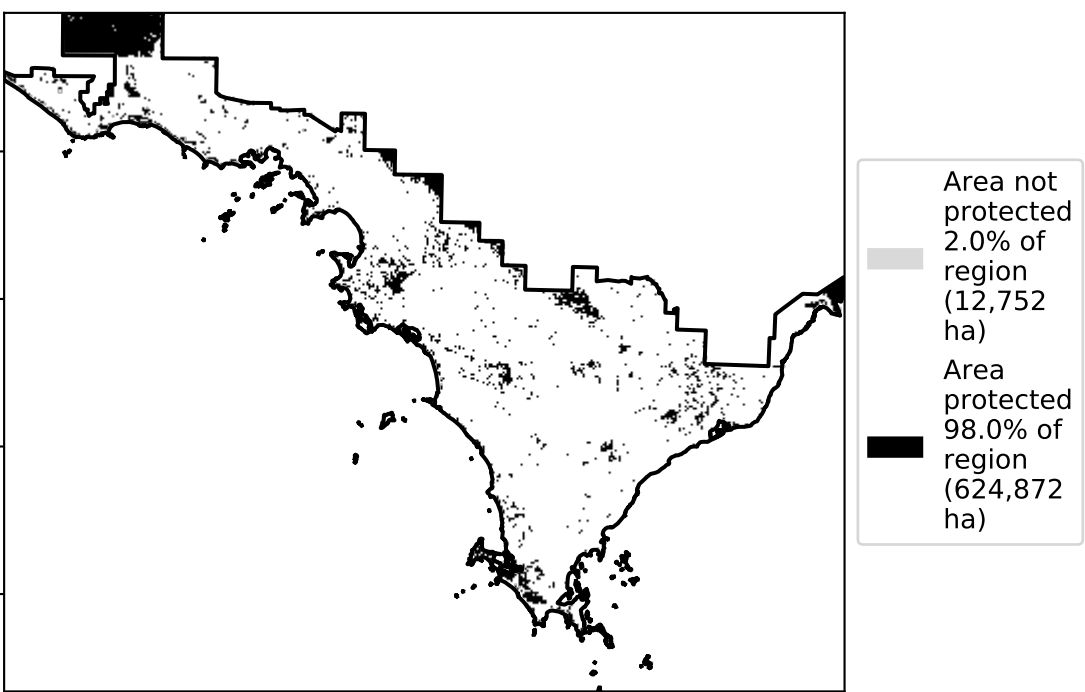 Area not
protected
2.0% of
region
(12,752
ha)
Area
protected
98.0% of
region
(624,872
ha)